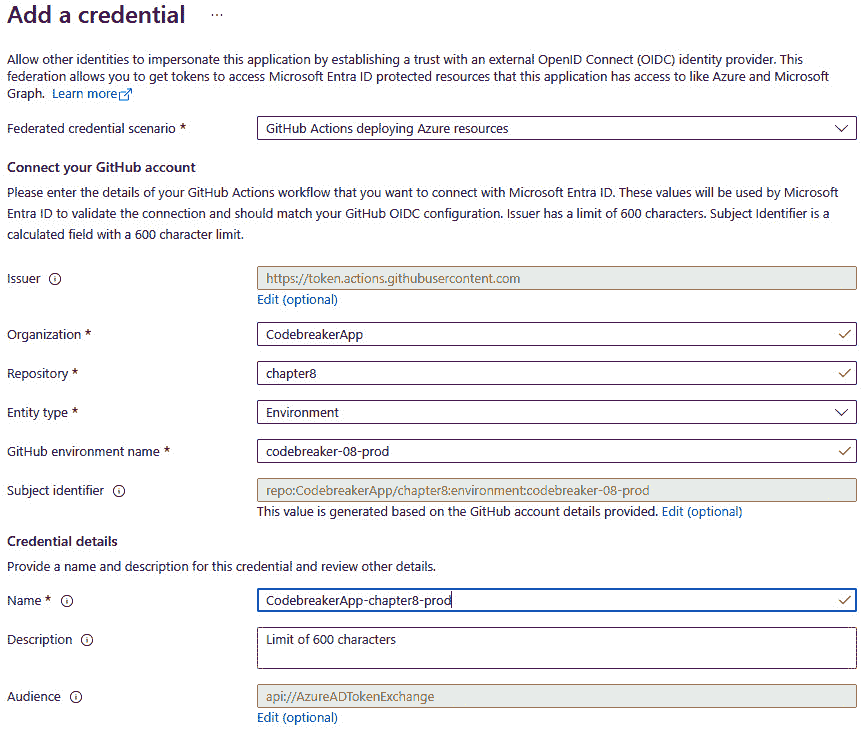 Add a credential ...
Allow other identities to impersonate this application by establishing a trust with an external OpenID Connect (OIDC) identity provider. This
federation allows you to get tokens to access Microsoft Entra ID protected resources that this application has access to like Azure and Microsoft
Graph. Learn more
Federated credential scenario * GitHub Actions deploying Azure resources
Connect your GitHub account
Please enter the details of your GitHub Actions workflow that you want to connect with Microsoft Entra ID. These values will be used by Microsoft
Entra ID to validate the connection and should match your GitHub OIDC configuration. Issuer has a limit of 600 characters. Subject Identifier is a
calculated field with a 600 character limit.
Issuer https://token.actions.githubusercontent.com
Edit (optional)
Organization * CodebreakerApp
Repository * chapter8
Entity type * Environment
GitHub environment name * codebreaker-08-prod
Subject identifier repo:CodebreakerApp/chapter8:environment:codebreaker-08-prod
This value is generated based on the GitHub account details provided. Edit (optional)
Credential details
Provide a name and description for this credential and review other details.
Name * CodebreakerApp-chapter8-prod
Description Limit of 600 characters
Audience api://AzureADTokenExchange
Edit (optional)